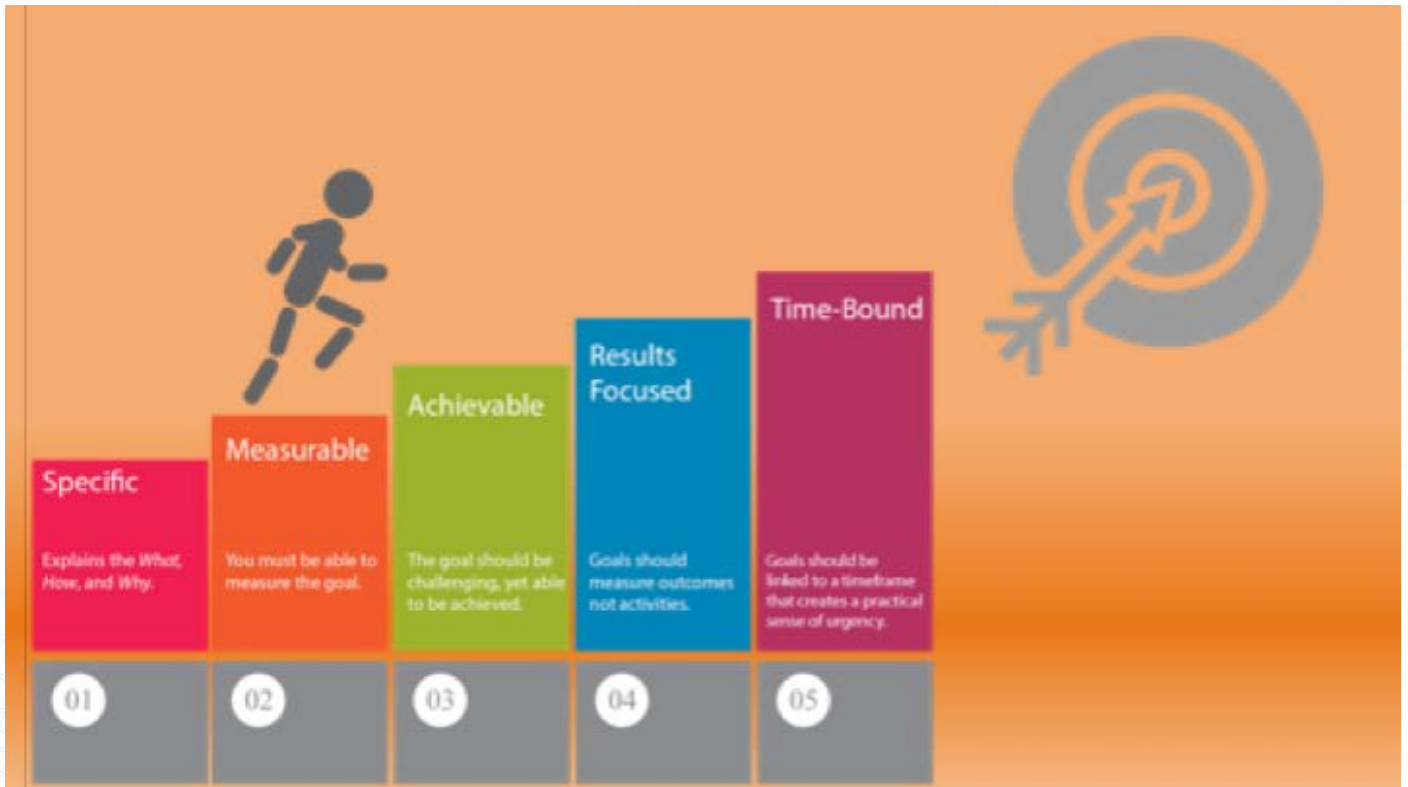 Specific
Explains the What,
How, and Why.
Measurable
You must be able to
measure the goal.
Achievable
The goal should be
challenging, yet able
to be achieved.
Results
Focused
Goals should
measure outcomes
not activities.
Time-Bound
Goals should be
linked to a timeframe
that creates a practical
sense of urgency.
01
02
03
04
05